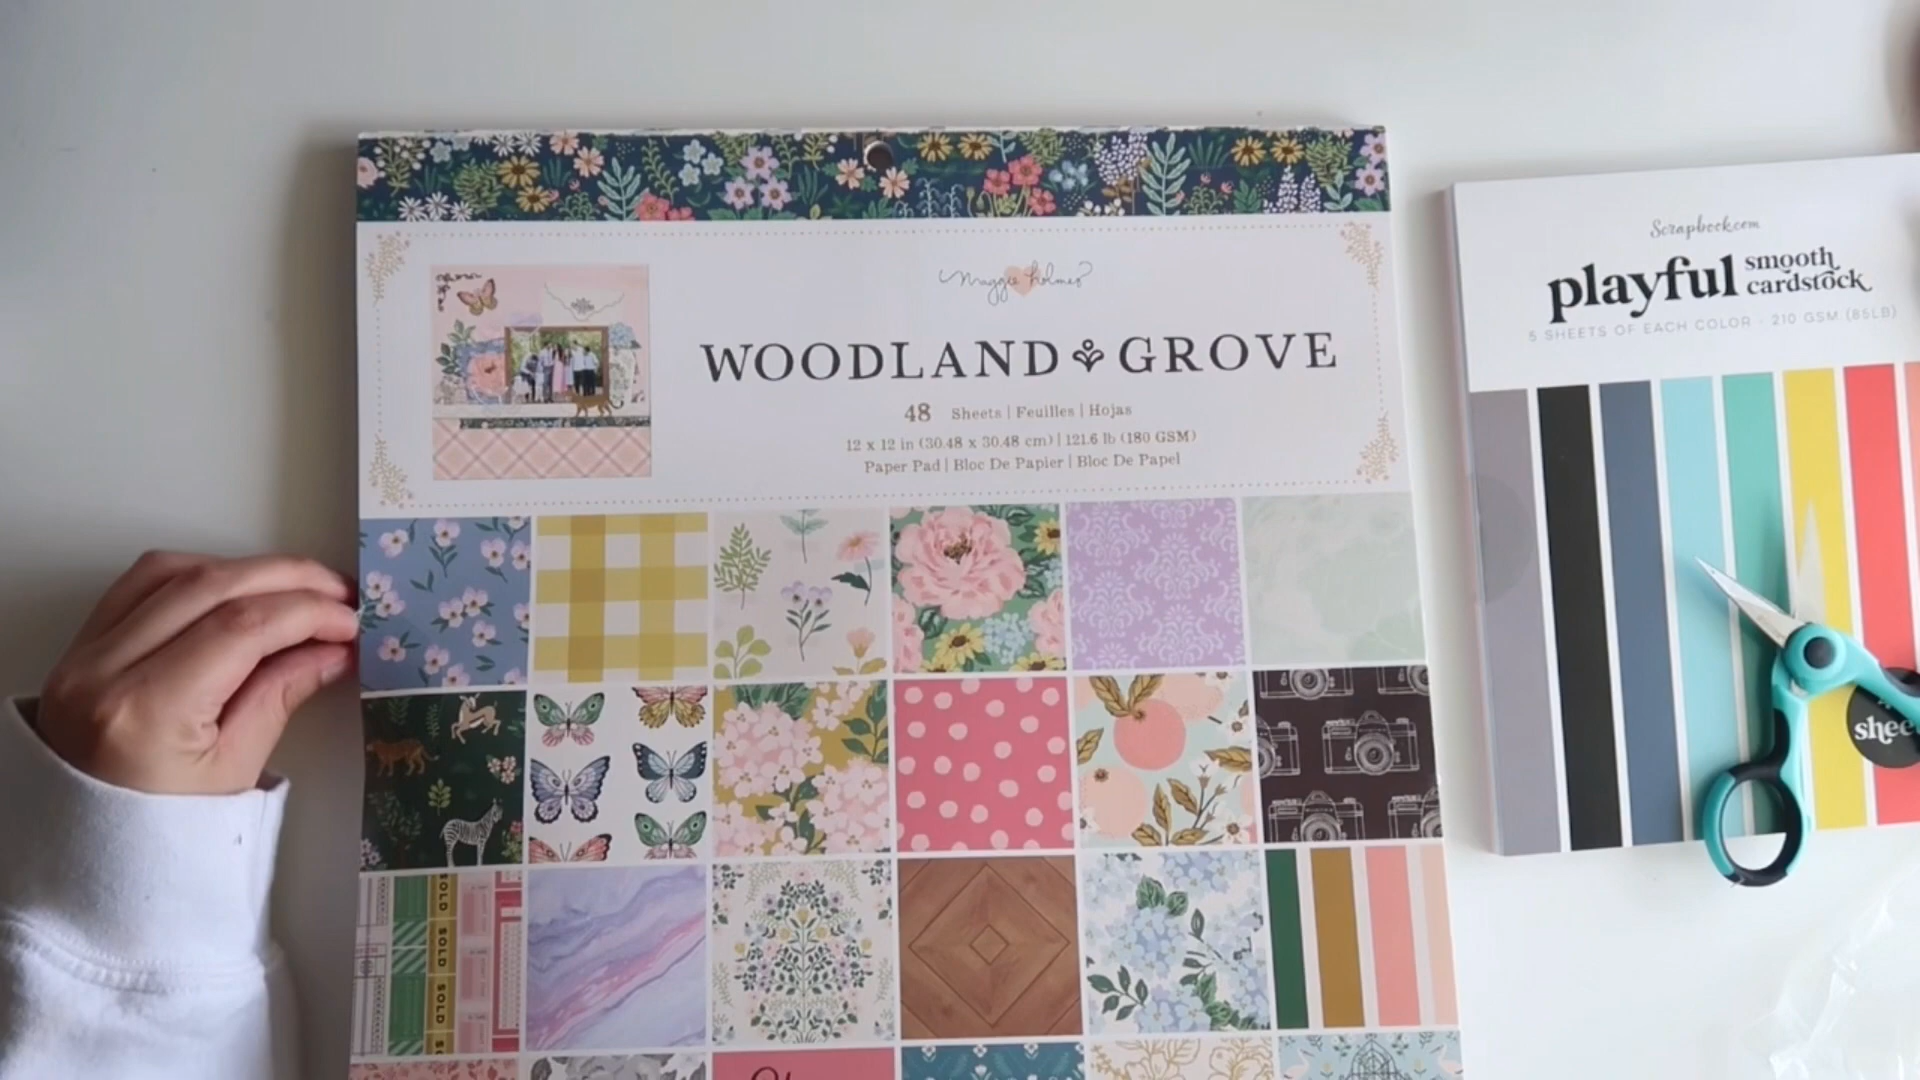 Maggie Holmes
WOODLAND GROVE
48 Sheets | Feuilles | Hojas
12 x 12 in (30.48 x 30.48 cm) | 121.6 lb (180 GSM)
Paper Pad | Bloc De Papier | Bloc De Papel
Scrapbook.com
playful smooth cardstock
5 SHEETS OF EACH COLOR - 210 GSM (85LB)
shee
SOLD
SOLD
SOLD